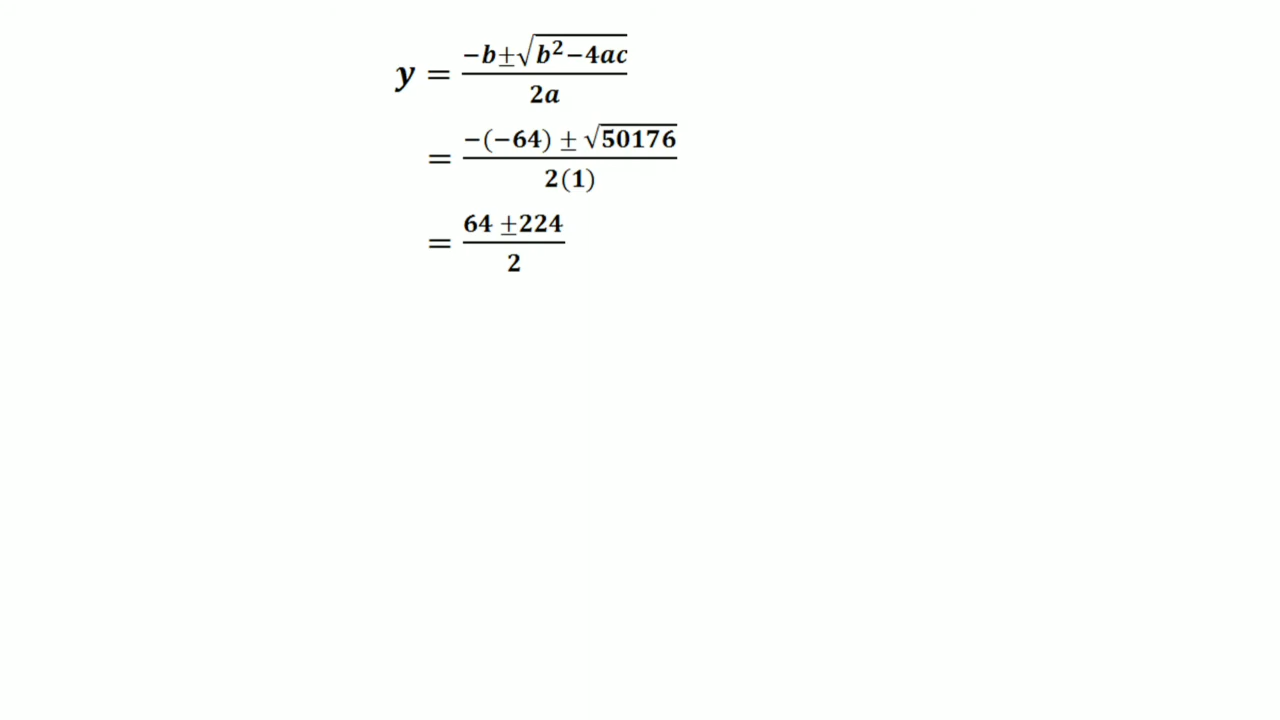 y = (−b ± √(b² − 4ac)) / 2a
= (−(−64) ± √50176) / 2(1)
= (64 ± 224) / 2